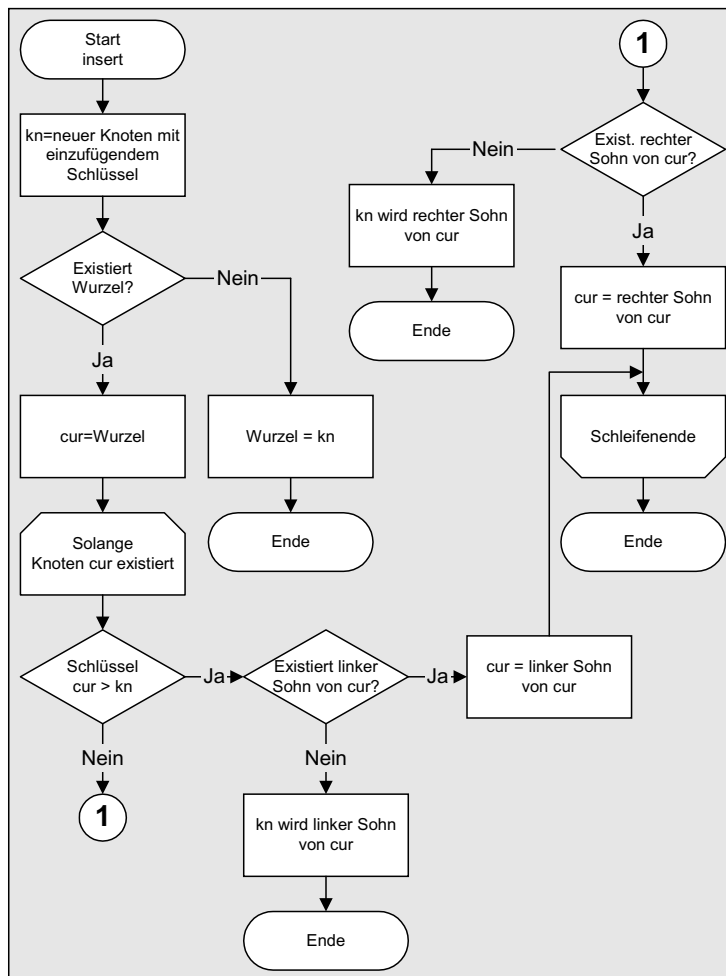 Start
insert
kn=neuer Knoten mit
einzufügendem
Schlüssel
Existiert
Wurzel?
Nein
Ja
cur=Wurzel
Wurzel = kn
Ende
Solange
Knoten cur existiert
Schlüssel
cur > kn
Ja
Existiert linker
Sohn von cur?
Ja
cur = linker Sohn
von cur
Nein
1
Nein
kn wird linker Sohn
von cur
Ende
1
Exist. rechter
Sohn von cur?
Nein
kn wird rechter Sohn
von cur
Ende
Ja
cur = rechter Sohn
von cur
Schleifenende
Ende